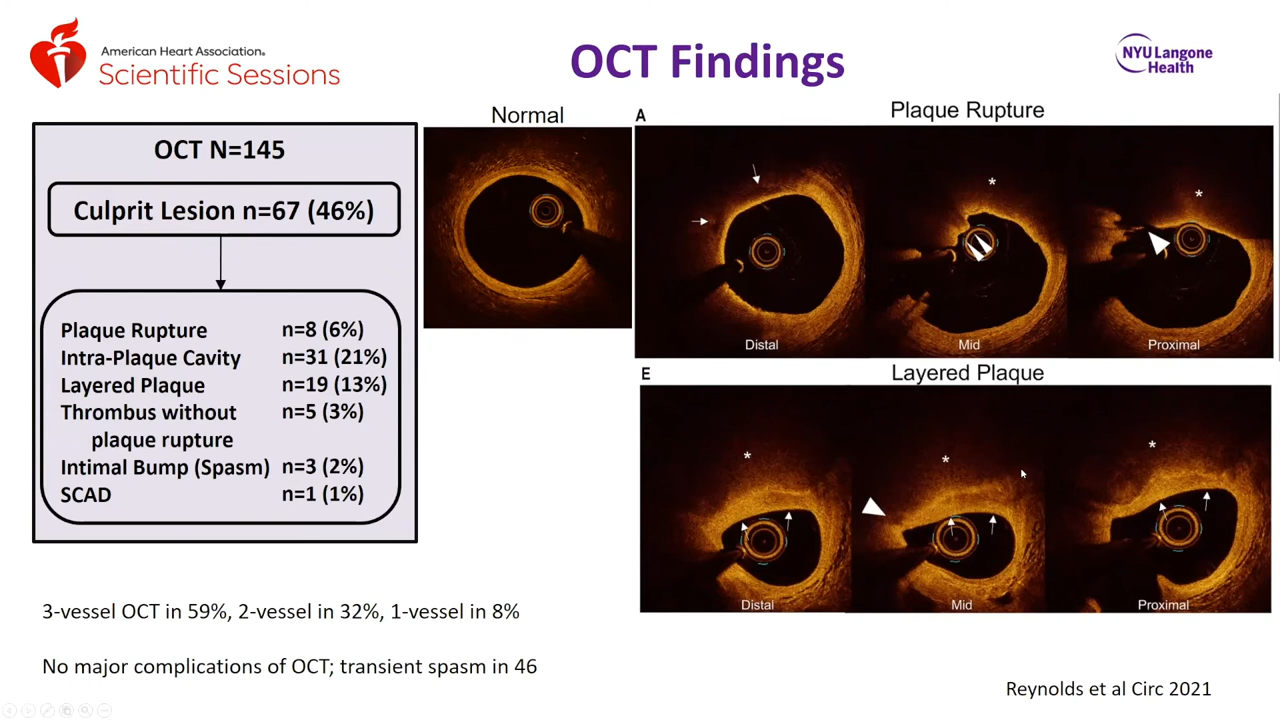 American Heart Association®
Scientific Sessions
OCT Findings
NYU Langone
Health
OCT N=145
Culprit Lesion n=67 (46%)
Plaque Rupture n=8 (6%)
Intra-Plaque Cavity n=31 (21%)
Layered Plaque n=19 (13%)
Thrombus without n=5 (3%)
plaque rupture
Intimal Bump (Spasm) n=3 (2%)
SCAD n=1 (1%)
Normal
A
Plaque Rupture
*
*
Distal
Mid
Proximal
E
Layered Plaque
*
*
*
Distal
Mid
Proximal
3-vessel OCT in 59%, 2-vessel in 32%, 1-vessel in 8%
No major complications of OCT; transient spasm in 46
Reynolds et al Circ 2021